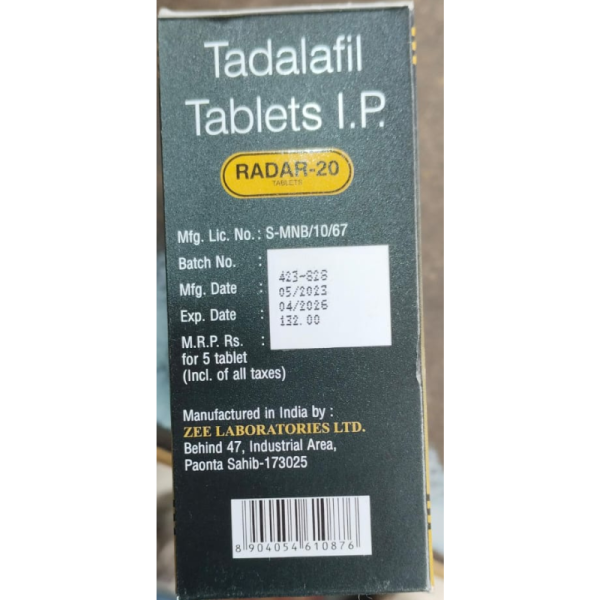 Tadalafil
Tablets I.P.
RADAR-20
TABLETS
Mfg. Lic. No. : S-MNB/10/67
Batch No. : 423-828
Mfg. Date : 05/2023
Exp. Date : 04/2026
M.R.P. Rs. : 132.00
for 5 tablet
(Incl. of all taxes)
Manufactured in India by :
ZEE LABORATORIES LTD.
Behind 47, Industrial Area,
Paonta Sahib-173025
8 904054 610876